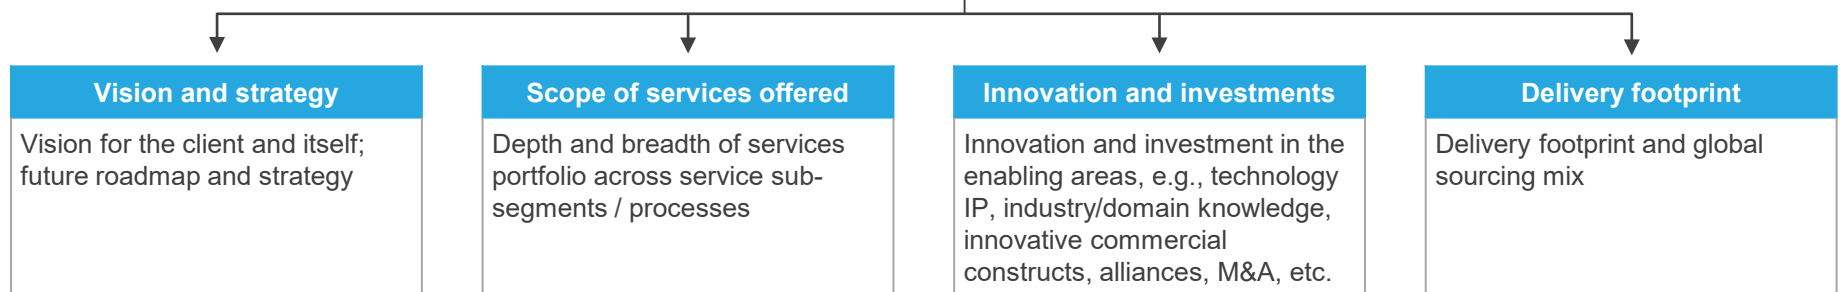 Vision and strategy
Vision for the client and itself;
future roadmap and strategy
Scope of services offered
Depth and breadth of services
portfolio across service sub-
segments / processes
Innovation and investments
Innovation and investment in the
enabling areas, e.g., technology
IP, industry/domain knowledge,
innovative commercial
constructs, alliances, M&A, etc.
Delivery footprint
Delivery footprint and global
sourcing mix